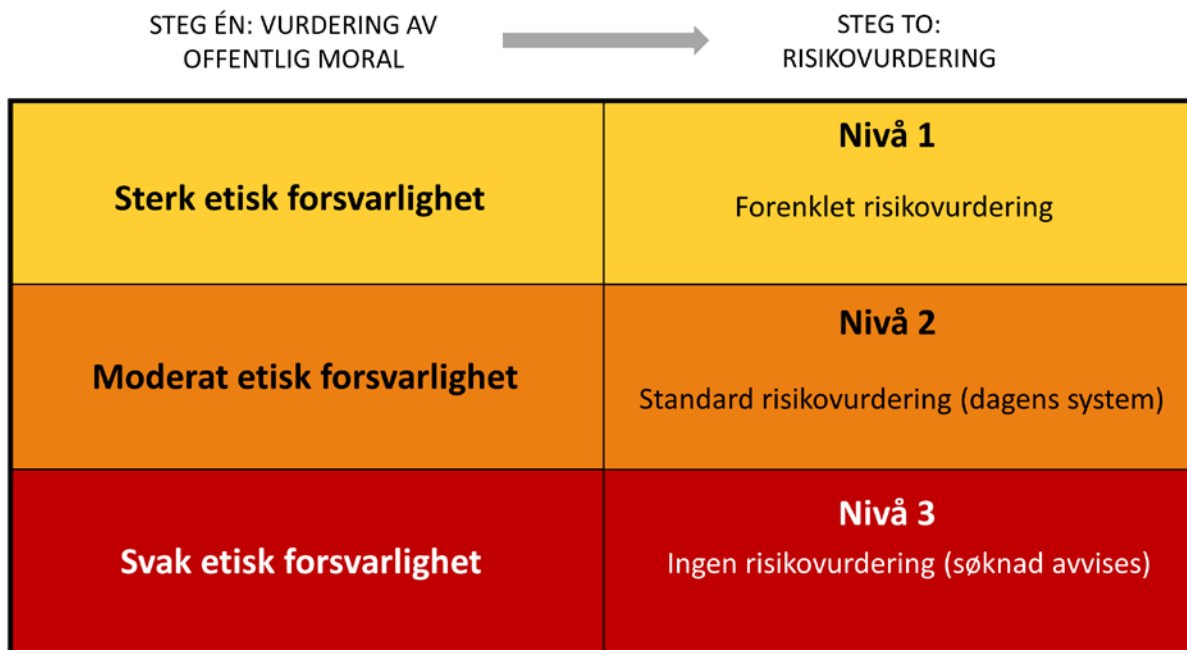 STEG ÉN: VURDERING AV
OFFENTLIG MORAL
STEG TO:
RISIKOVURDERING
Sterk etisk forsvarlighet
Nivå 1
Forenklet risikovurdering
Moderat etisk forsvarlighet
Nivå 2
Standard risikovurdering (dagens system)
Svak etisk forsvarlighet
Nivå 3
Ingen risikovurdering (søknad avvises)